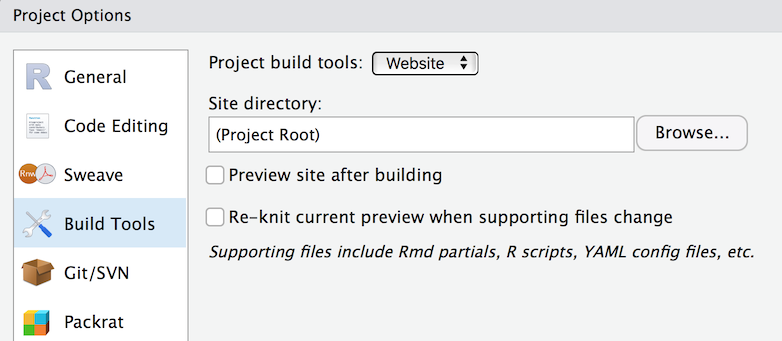 Project Options
General
Code Editing
Rnw
Sweave
Build Tools
Git/SVN
Packrat
Project build tools: Website
Site directory:
(Project Root)
Browse...
Preview site after building
Re-knit current preview when supporting files change
Supporting files include Rmd partials, R scripts, YAML config files, etc.